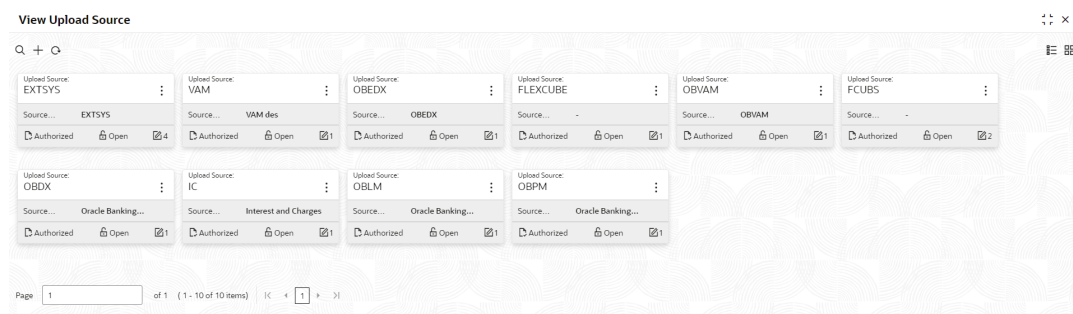 View Upload Source
Upload Source: Upload Source: Upload Source: Upload Source: Upload Source: Upload Source:
EXTSYS VAM OBEDX FLEXCUBE OBVAM FCUBS
Source... EXTSYS Source... VAM des Source... OBEDX Source... - Source... OBVAM Source... -
Authorized Open 4 Authorized Open 1 Authorized Open 1 Authorized Open 1 Authorized Open 1 Authorized Open 2
Upload Source: Upload Source: Upload Source: Upload Source:
OBDX IC OBLM OBPM
Source... Oracle Banking... Source... Interest and Charges Source... Oracle Banking... Source... Oracle Banking...
Authorized Open 1 Authorized Open 1 Authorized Open 1 Authorized Open 1
Page 1 of 1 (1 - 10 of 10 items) 1